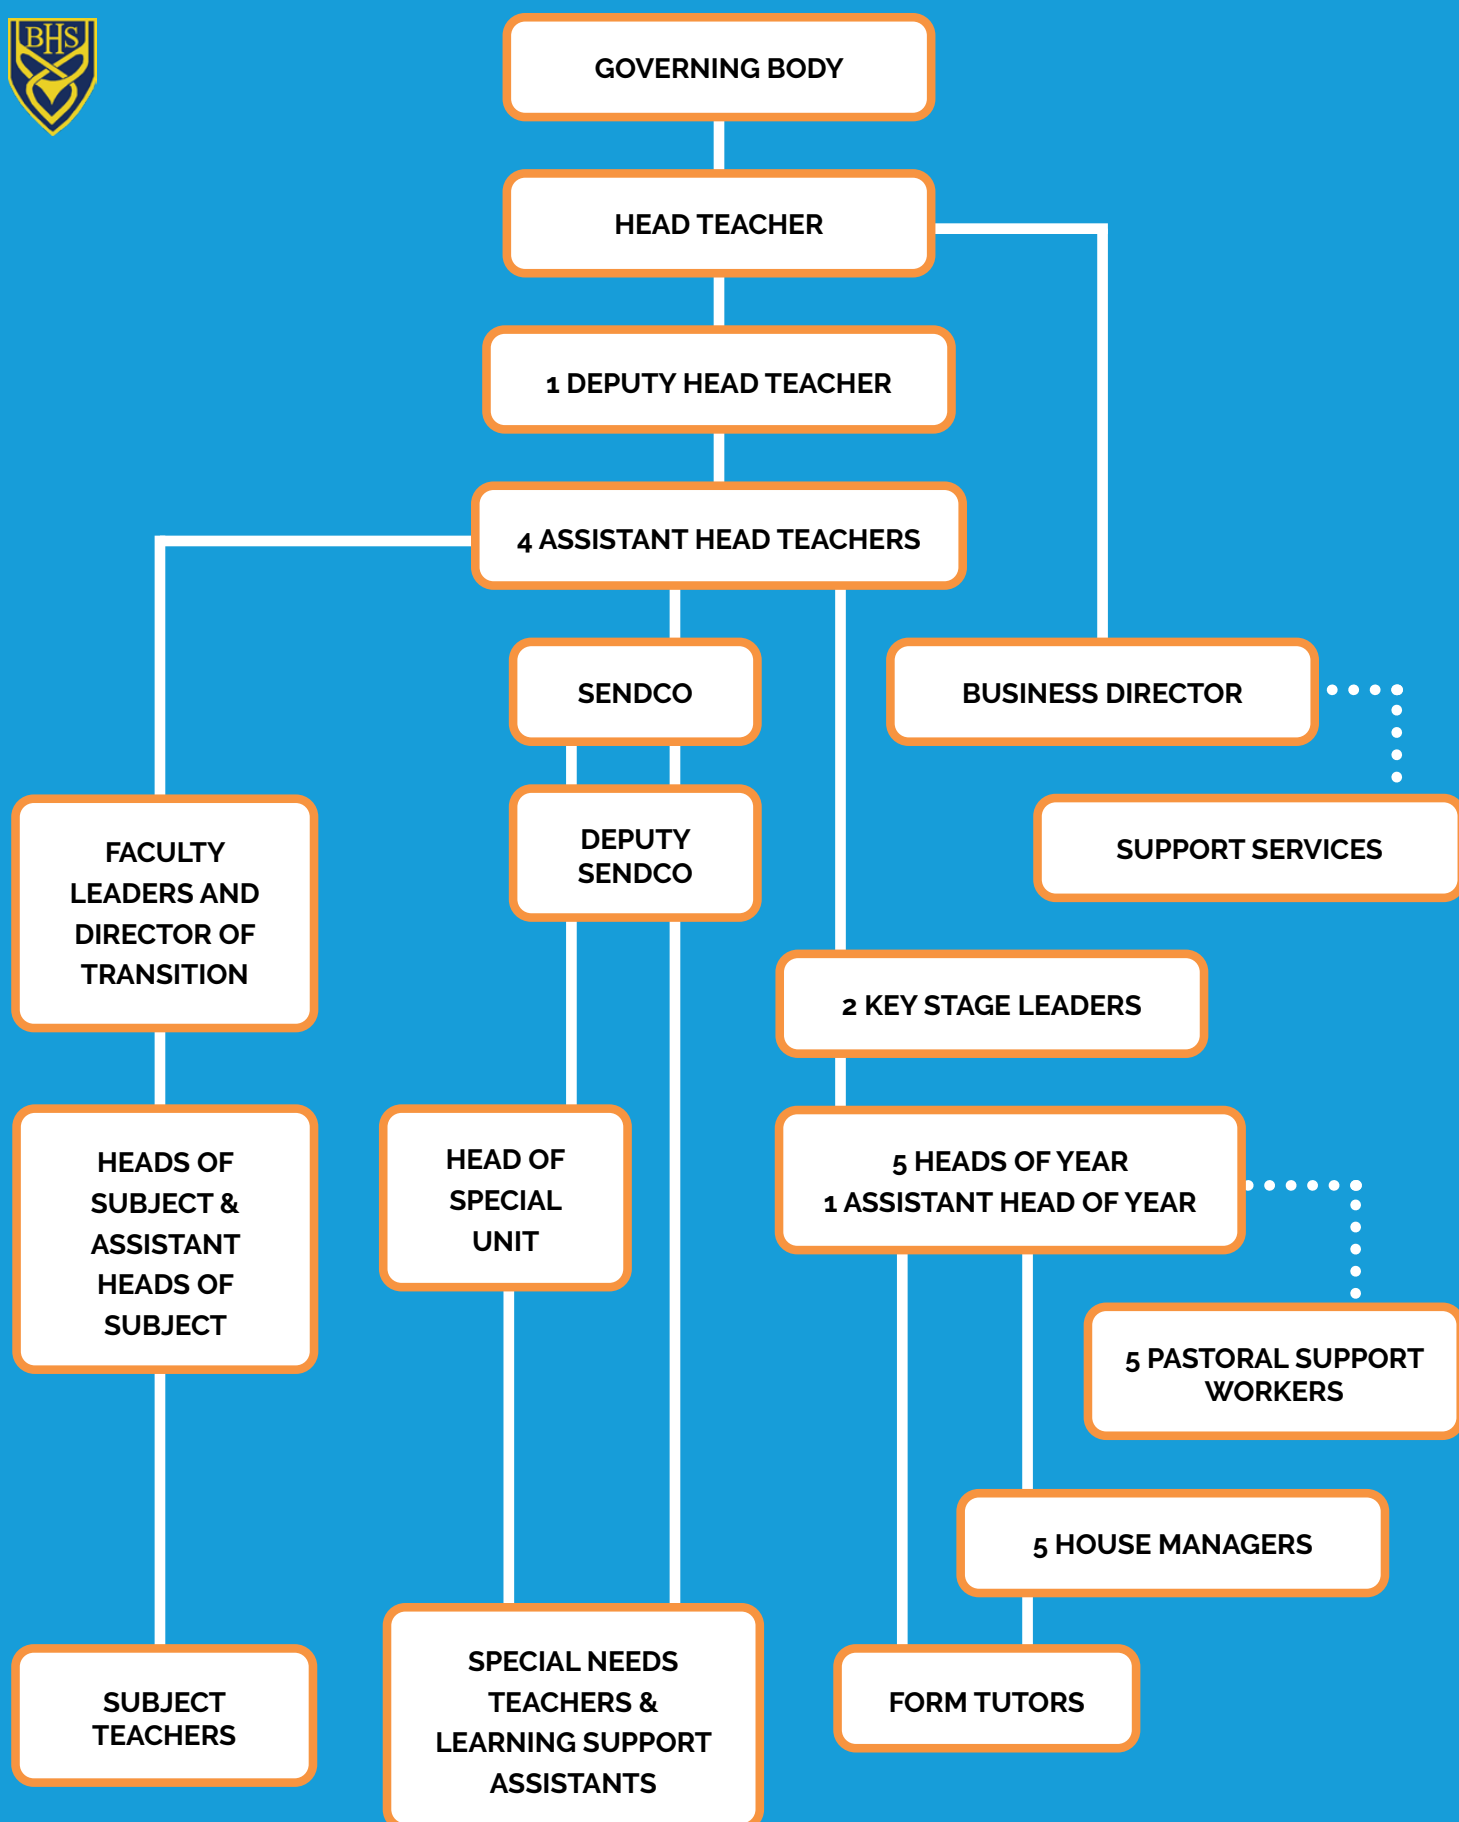 BHS
GOVERNING BODY
HEAD TEACHER
1 DEPUTY HEAD TEACHER
4 ASSISTANT HEAD TEACHERS
SENDCO
BUSINESS DIRECTOR
DEPUTY
SENDCO
SUPPORT SERVICES
FACULTY
LEADERS AND
DIRECTOR OF
TRANSITION
2 KEY STAGE LEADERS
HEADS OF
SUBJECT &
ASSISTANT
HEADS OF
SUBJECT
HEAD OF
SPECIAL
UNIT
5 HEADS OF YEAR
1 ASSISTANT HEAD OF YEAR
5 PASTORAL SUPPORT
WORKERS
5 HOUSE MANAGERS
SUBJECT
TEACHERS
SPECIAL NEEDS
TEACHERS &
LEARNING SUPPORT
ASSISTANTS
FORM TUTORS